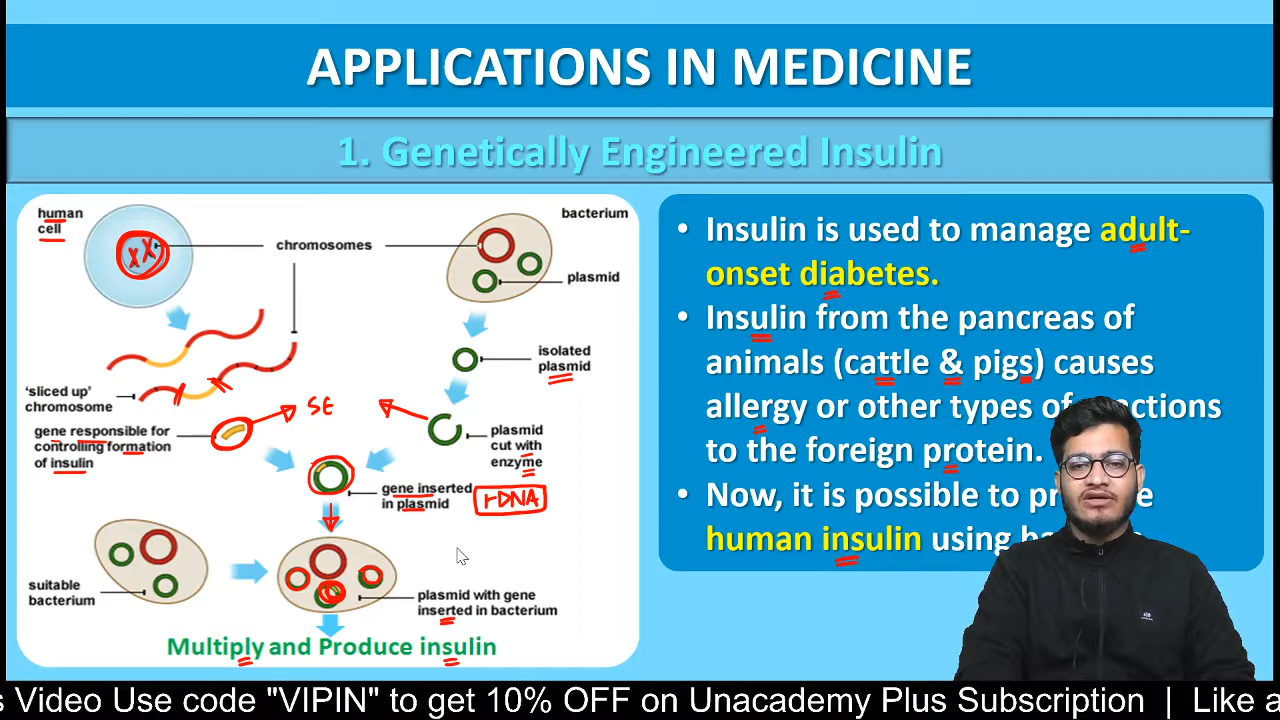 APPLICATIONS IN MEDICINE
1. Genetically Engineered Insulin
human
cell
chromosomes
bacterium
plasmid
isolated
plasmid
'sliced up'
chromosome
SE
gene responsible for
controlling formation
of insulin
plasmid
cut with
enzyme
gene inserted
in plasmid
rDNA
suitable
bacterium
plasmid with gene
inserted in bacterium
Multiply and Produce insulin
• Insulin is used to manage adult-
onset diabetes.
• Insulin from the pancreas of
animals (cattle & pigs) causes
allergy or other types of
to the foreign protein.
• Now, it is possible to
human insulin using
s Video Use code "VIPIN" to get 10% OFF on Unacademy Plus Subscription | Like a